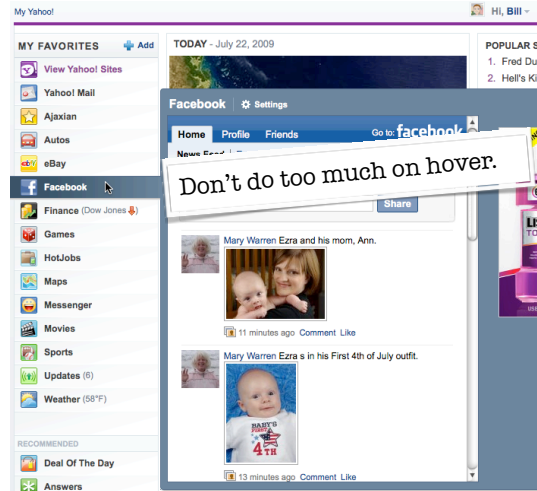 My Yahoo!
Hi, Bill
MY FAVORITES
Add
View Yahoo! Sites
Yahoo! Mail
Ajaxian
Autos
eBay
Facebook
Finance (Dow Jones)
Games
HotJobs
Maps
Messenger
Movies
Sports
Updates (6)
Weather (58°F)
RECOMMENDED
Deal Of The Day
Answers
TODAY - July 22, 2009
POPULAR S
1. Fred Du
2. Hell's Ki
Facebook
Settings
Home Profile Friends Go to: facebook
News Feed
Don't do too much on hover.
Share
Mary Warren Ezra and his mom, Ann.
11 minutes ago Comment Like
Mary Warren Ezra s in his First 4th of July outfit.
BABY'S
FIRST
4TH
13 minutes ago Comment Like